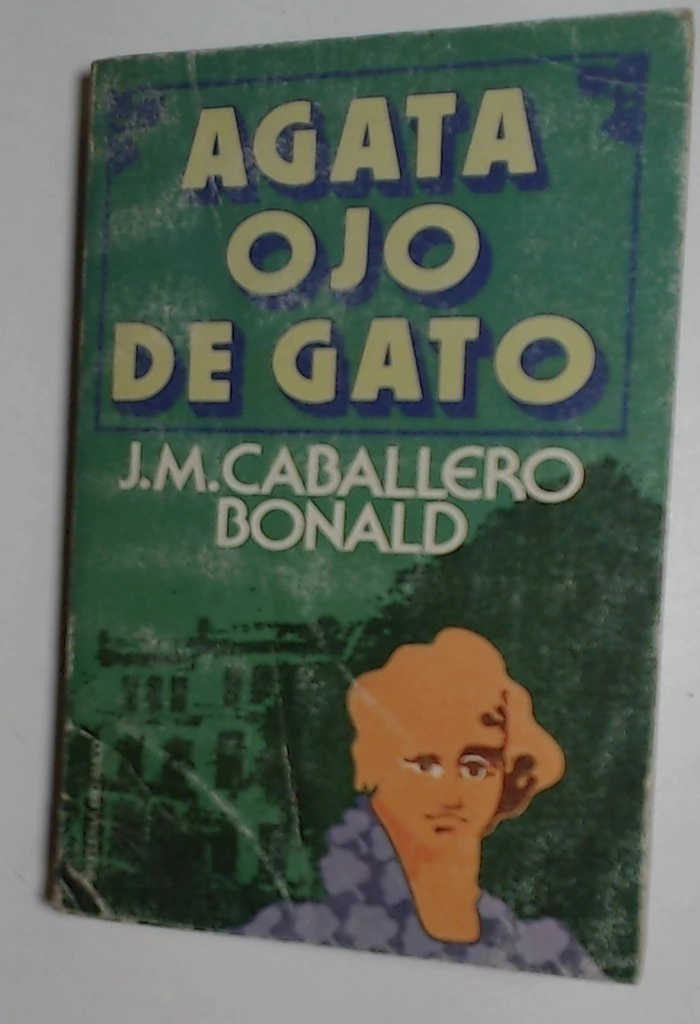 AGATA
OJO
DE GATO
J.M.CABALLERO
BONALD